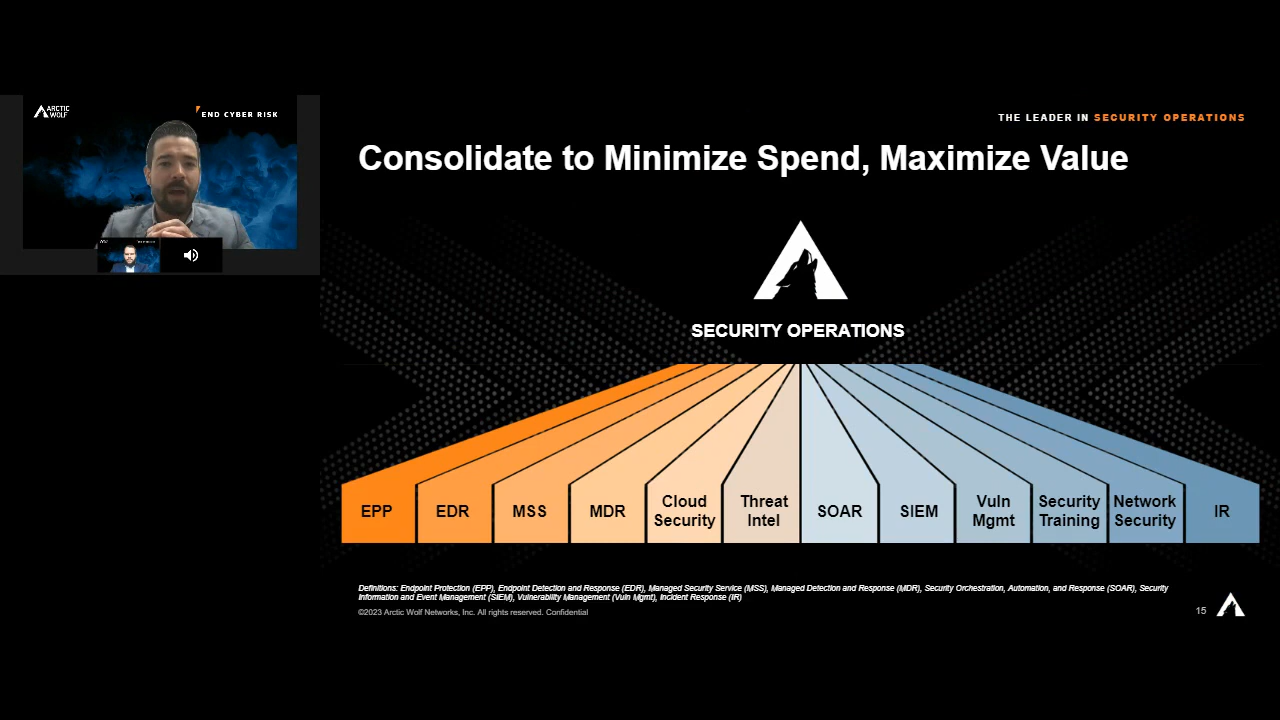 ARCTIC
WOLF
END CYBER RISK
THE LEADER IN SECURITY OPERATIONS
Consolidate to Minimize Spend, Maximize Value
SECURITY OPERATIONS
EPP
EDR
MSS
MDR
Cloud
Security
Threat
Intel
SOAR
SIEM
Vuln
Mgmt
Security
Training
Network
Security
IR
Definitions: Endpoint Protection (EPP), Endpoint Detection and Response (EDR), Managed Security Service (MSS), Managed Detection and Response (MDR), Security Orchestration, Automation, and Response (SOAR), Security
Information and Event Management (SIEM), Vulnerability Management (Vuln Mgmt), Incident Response (IR)
©2023 Arctic Wolf Networks, Inc. All rights reserved. Confidential
15